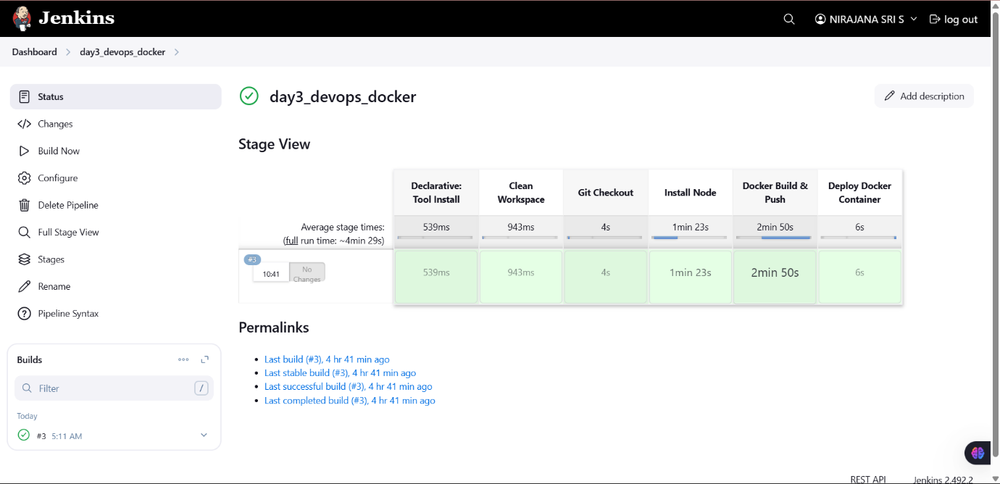 Jenkins
NIRAJANA SRI S
log out
Dashboard
day3_devops_docker
Status
Changes
Build Now
Configure
Delete Pipeline
Full Stage View
Stages
Rename
Pipeline Syntax
Builds
Filter
/
Today
#3 5:11 AM
day3_devops_docker
Add description
Stage View
Declarative:
Tool Install
Clean
Workspace
Git Checkout
Install Node
Docker Build &
Push
Deploy Docker
Container
Average stage times:
(full run time: ~4min 29s)
539ms
943ms
4s
1min 23s
2min 50s
6s
#3
10:41
No
Changes
539ms
943ms
4s
1min 23s
2min 50s
6s
Permalinks
Last build (#3), 4 hr 41 min ago
Last stable build (#3), 4 hr 41 min ago
Last successful build (#3), 4 hr 41 min ago
Last completed build (#3), 4 hr 41 min ago
REST API
Jenkins 2.492.2